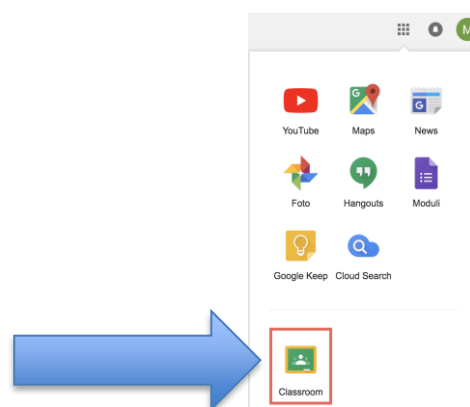 M
YouTube Maps News
Foto Hangouts Moduli
Google Keep Cloud Search
Classroom